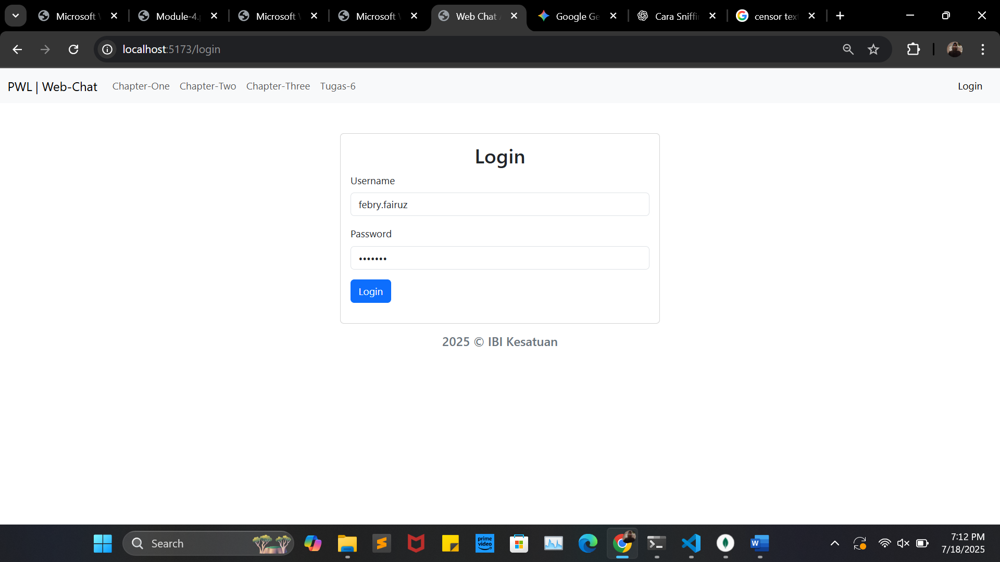 Microsoft
Module-4.
Microsoft
Microsoft
Web Chat
Google Ge
Cara Sniffi
censor tex
localhost:5173/login
PWL | Web-Chat Chapter-One Chapter-Two Chapter-Three Tugas-6 Login
Login
Username
febry.fairuz
Password
•••••••
Login
2025 © IBI Kesatuan
Search
prime video
W
7:12 PM
7/18/2025